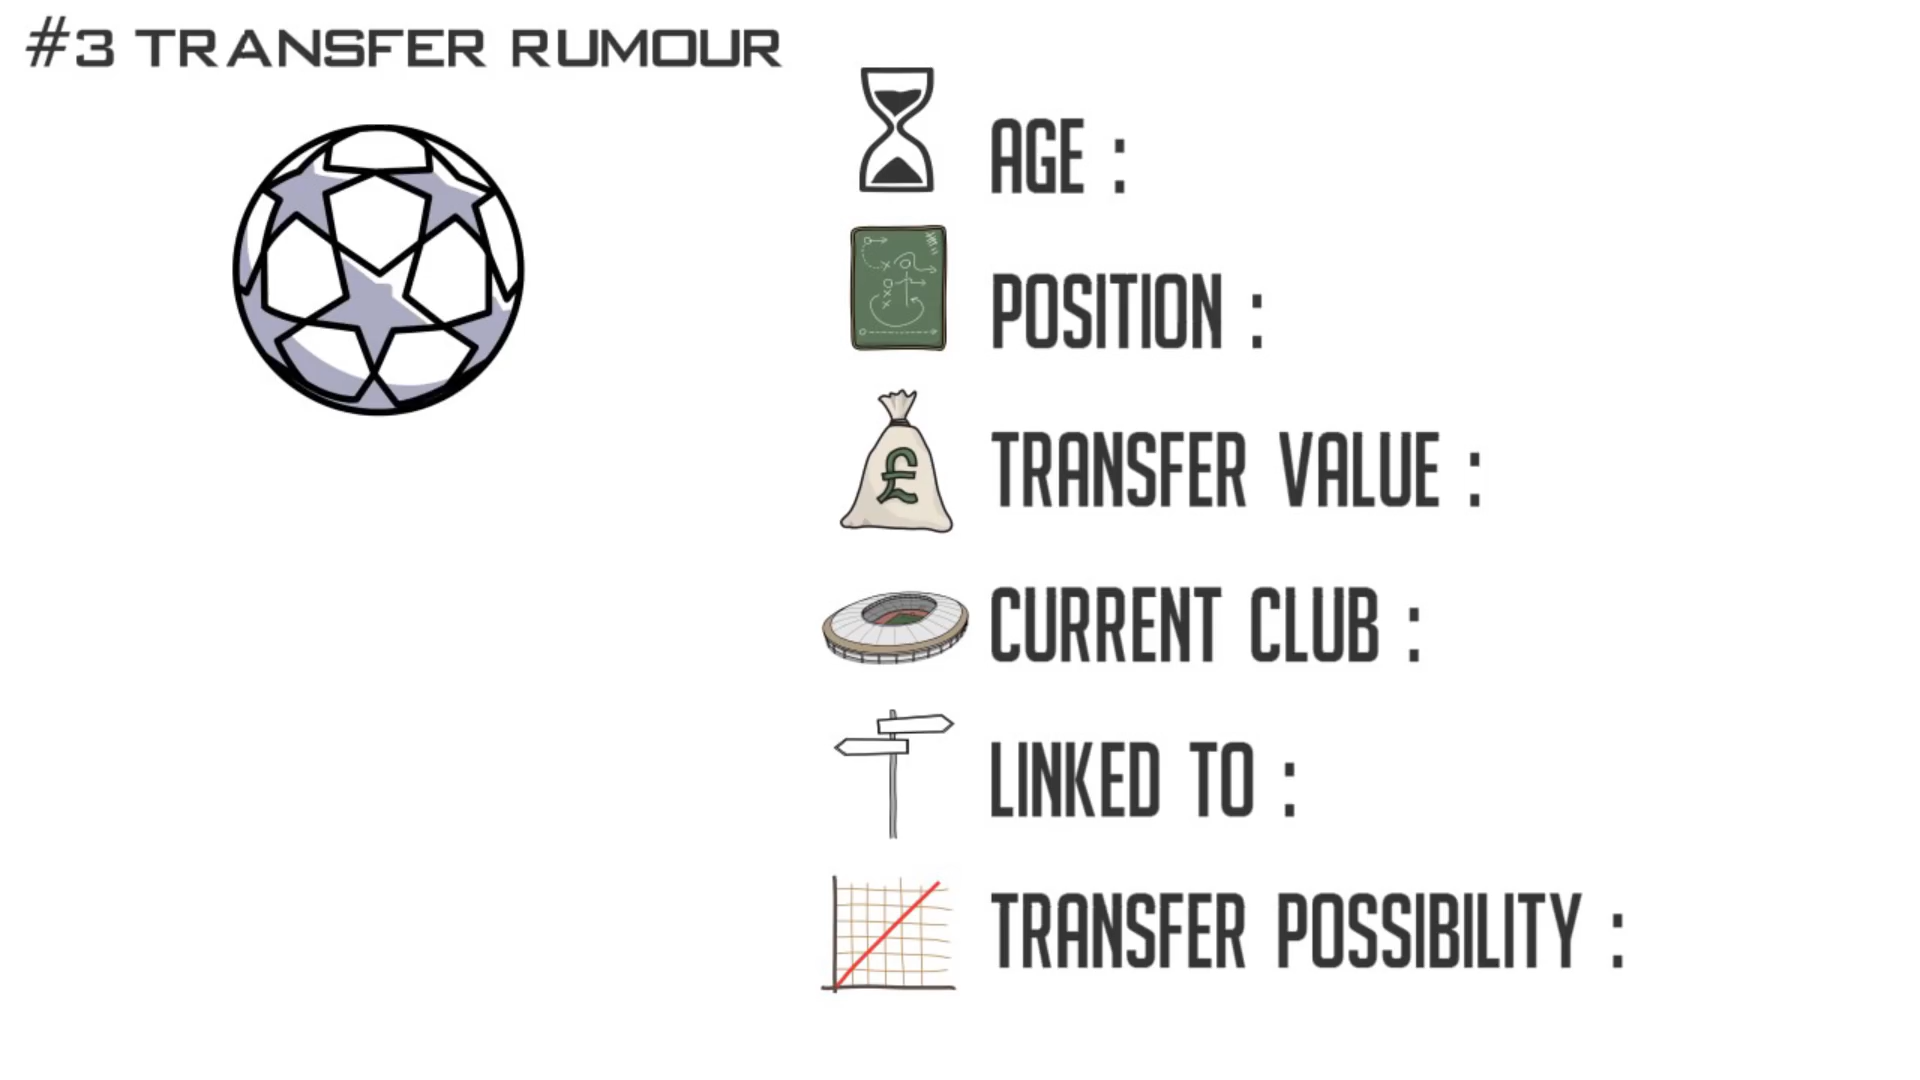 #3 TRANSFER RUMOUR
AGE :
POSITION :
£
TRANSFER VALUE :
CURRENT CLUB :
LINKED TO :
TRANSFER POSSIBILITY :